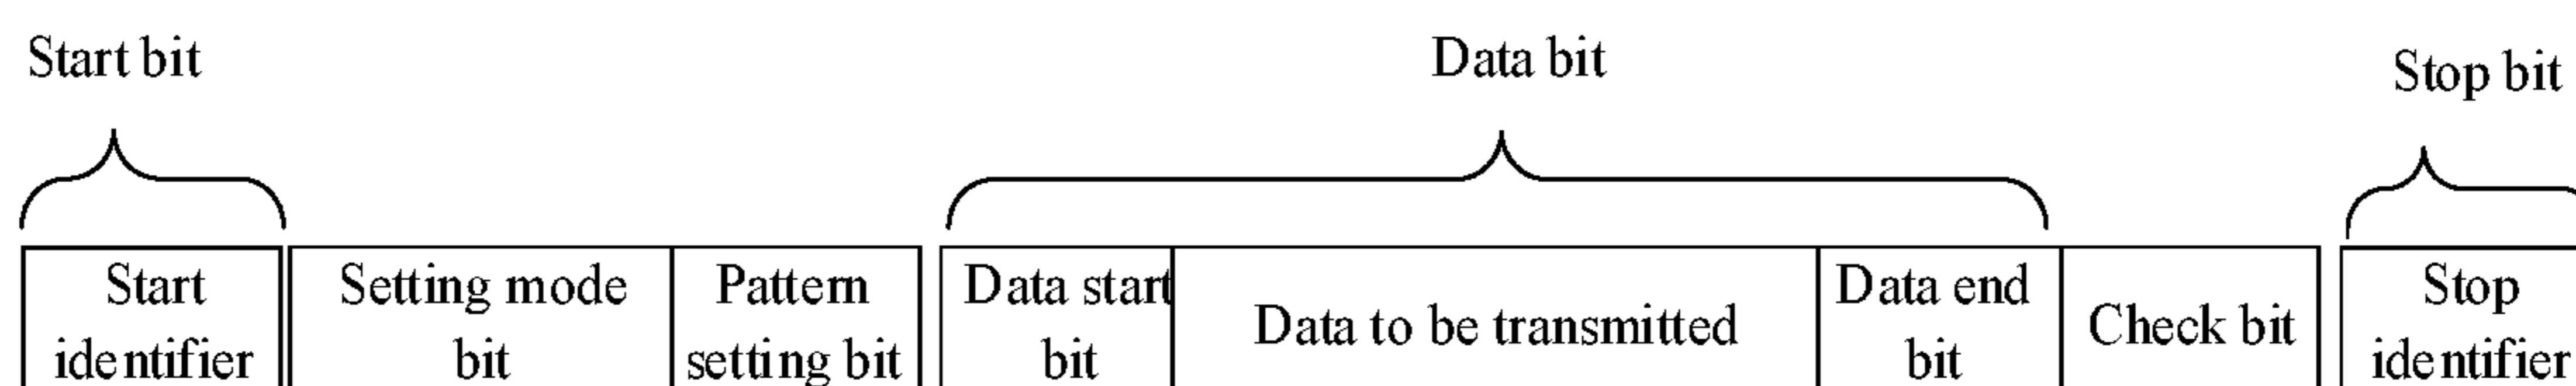 Start bit
Data bit
Stop bit
Start
identifier
Setting mode
bit
Pattern
setting bit
Data start
bit
Data to be transmitted
Data end
bit
Check bit
Stop
identifier